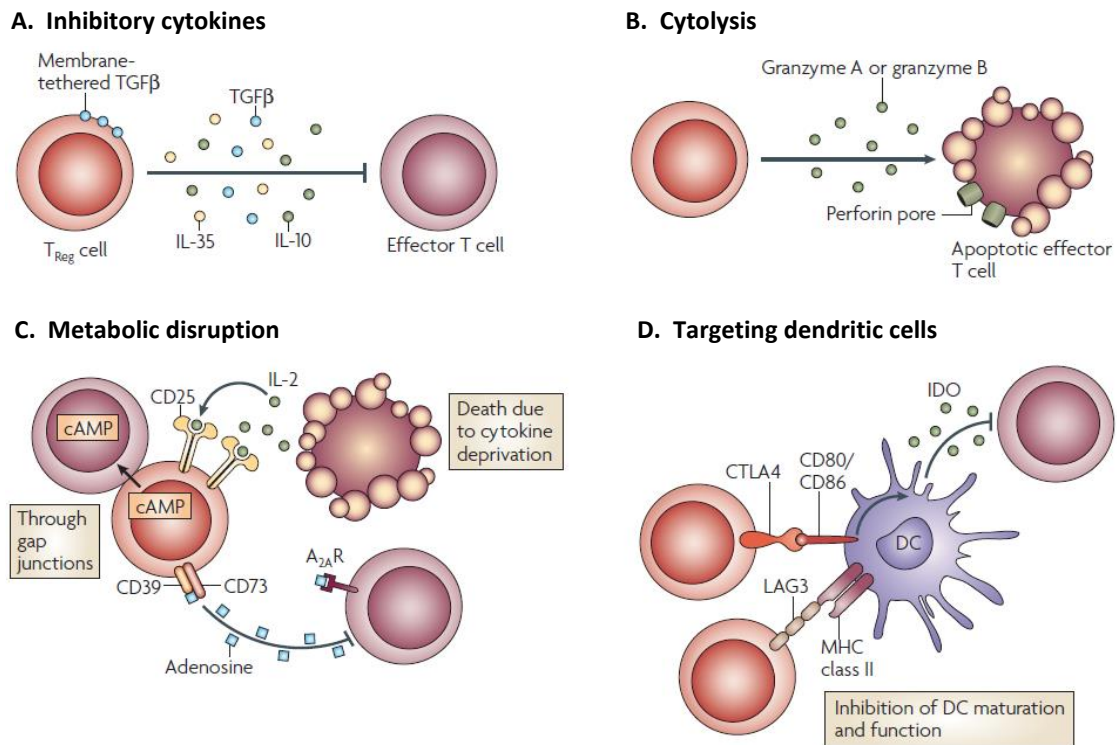 A. Inhibitory cytokines
Membrane-
tethered TGFβ
TGFβ
IL-35
IL-10
T_Reg cell
Effector T cell
B. Cytolysis
Granzyme A or granzyme B
Perforin pore
Apoptotic effector
T cell
C. Metabolic disruption
IL-2
CD25
cAMP
cAMP
Death due
to cytokine
deprivation
Through
gap
junctions
CD39
CD73
A2AR
Adenosine
D. Targeting dendritic cells
IDO
CTLA4
CD80/
CD86
DC
LAG3
MHC
class II
Inhibition of DC maturation
and function